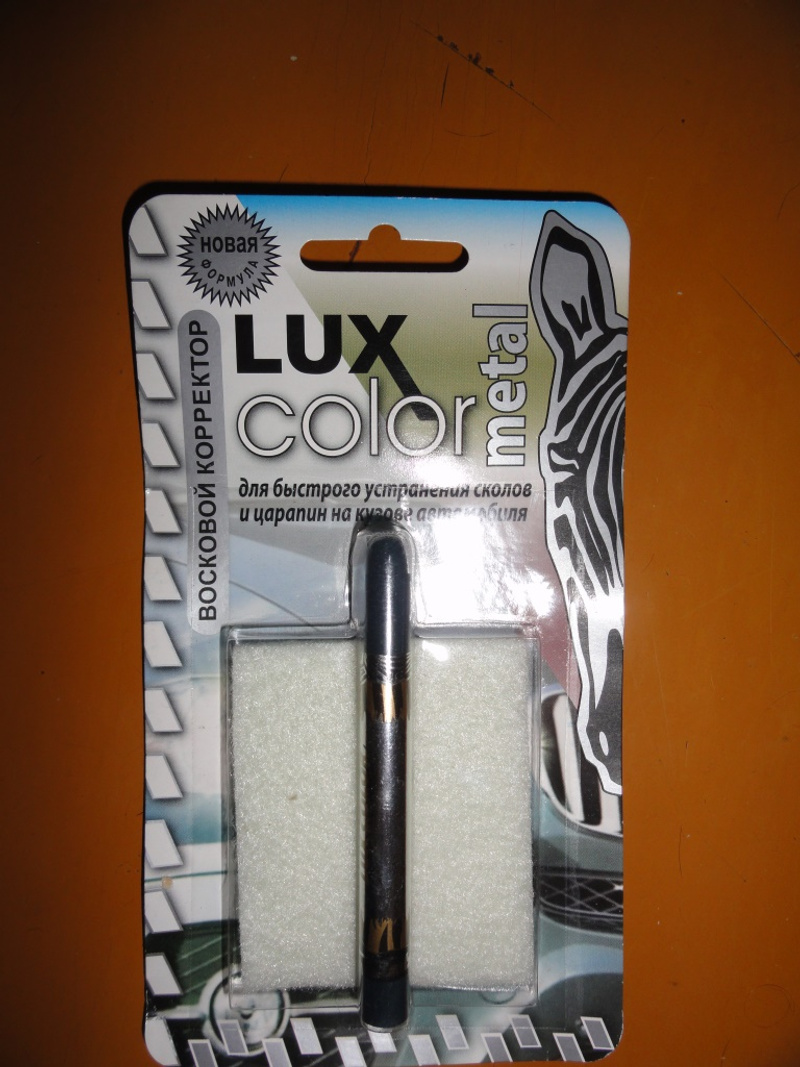 новая
ФОРМУЛА
ВОСКОВОЙ КОРРЕКТОР
LUX
color
metal
для быстрого устранения сколов
и царапин на кузове автомобиля